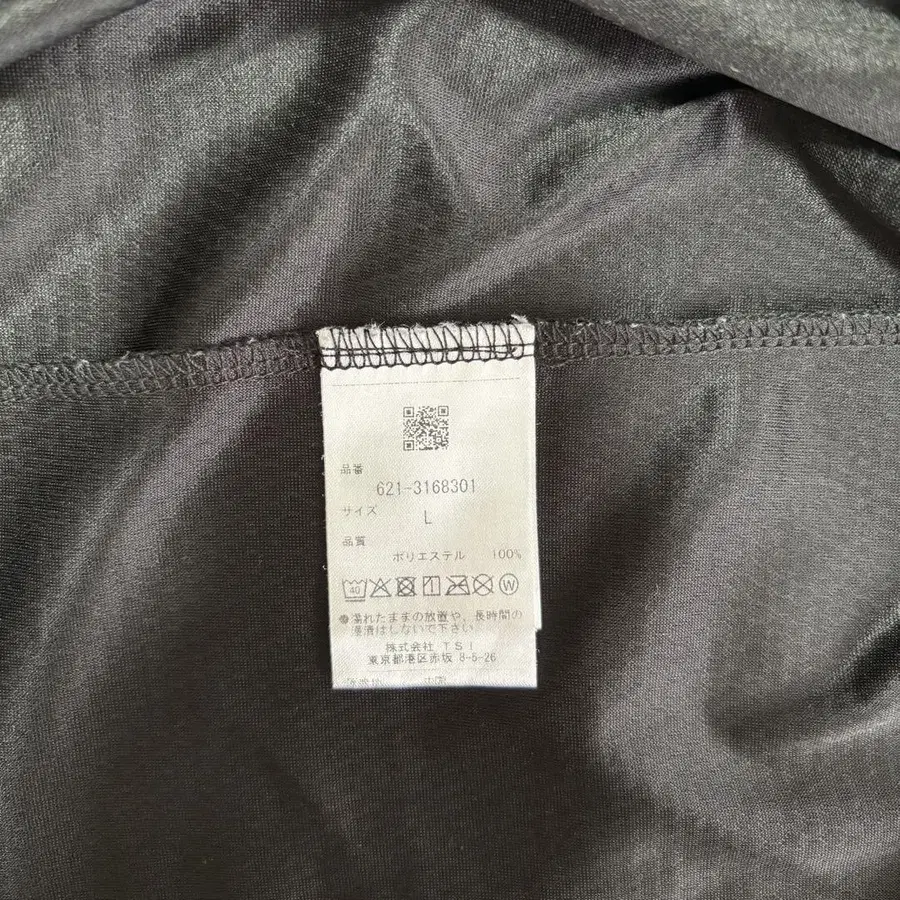 品番
621-3168301
サイズ
L
品質
ポリエステル 100%
40 W
●濡れたままの放置や、長時間の
浸漬はしないで下さい
株式会社 TSI
東京都港区赤坂 8-5-26